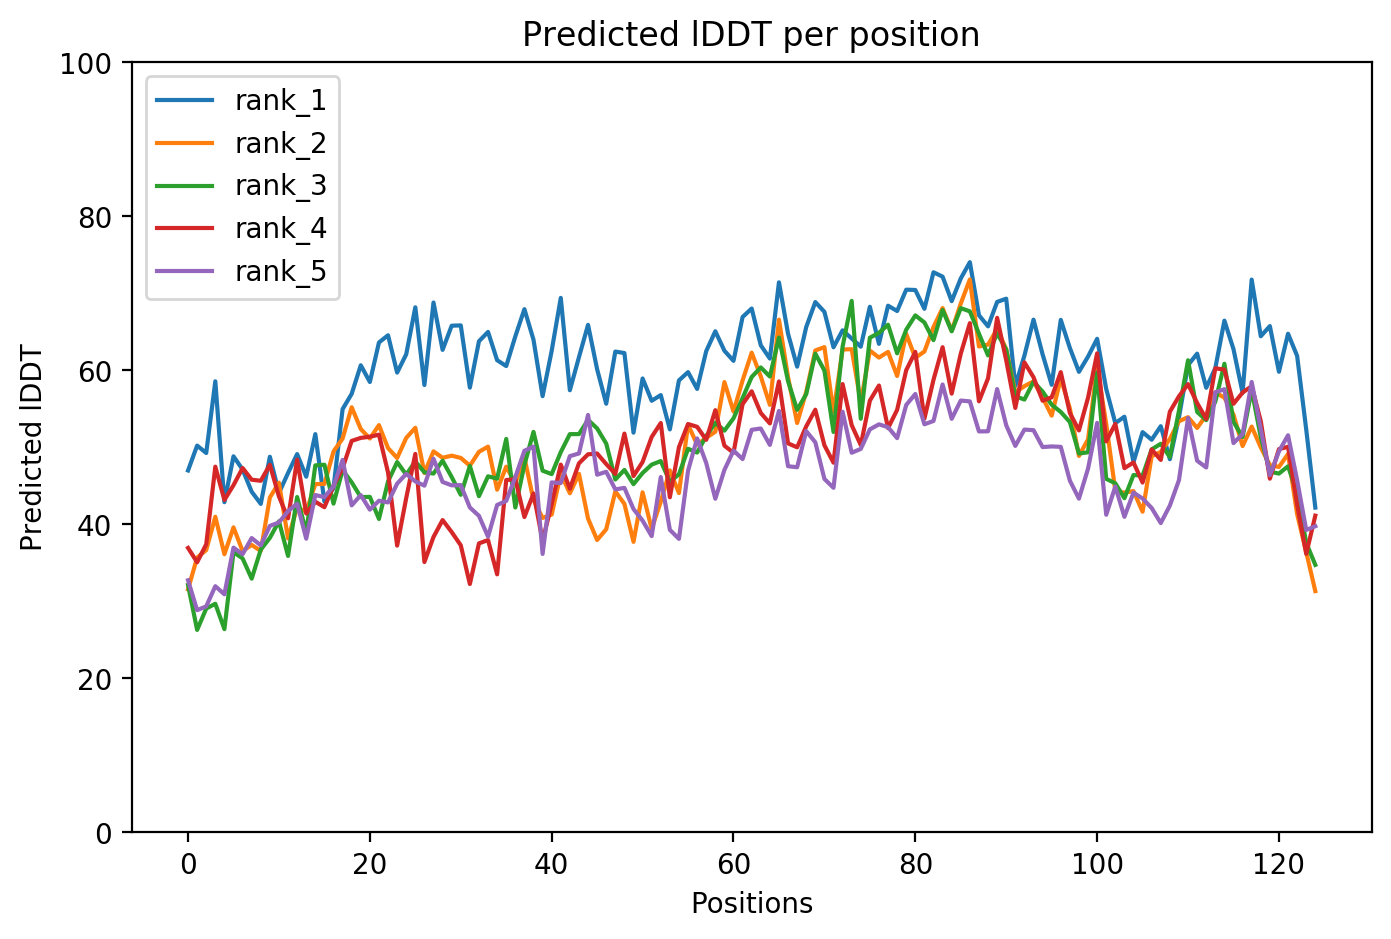 Predicted lDDT per position
100
80
60
40
20
0
Predicted lDDT
rank_1
rank_2
rank_3
rank_4
rank_5
0 20 40 60 80 100 120
Positions